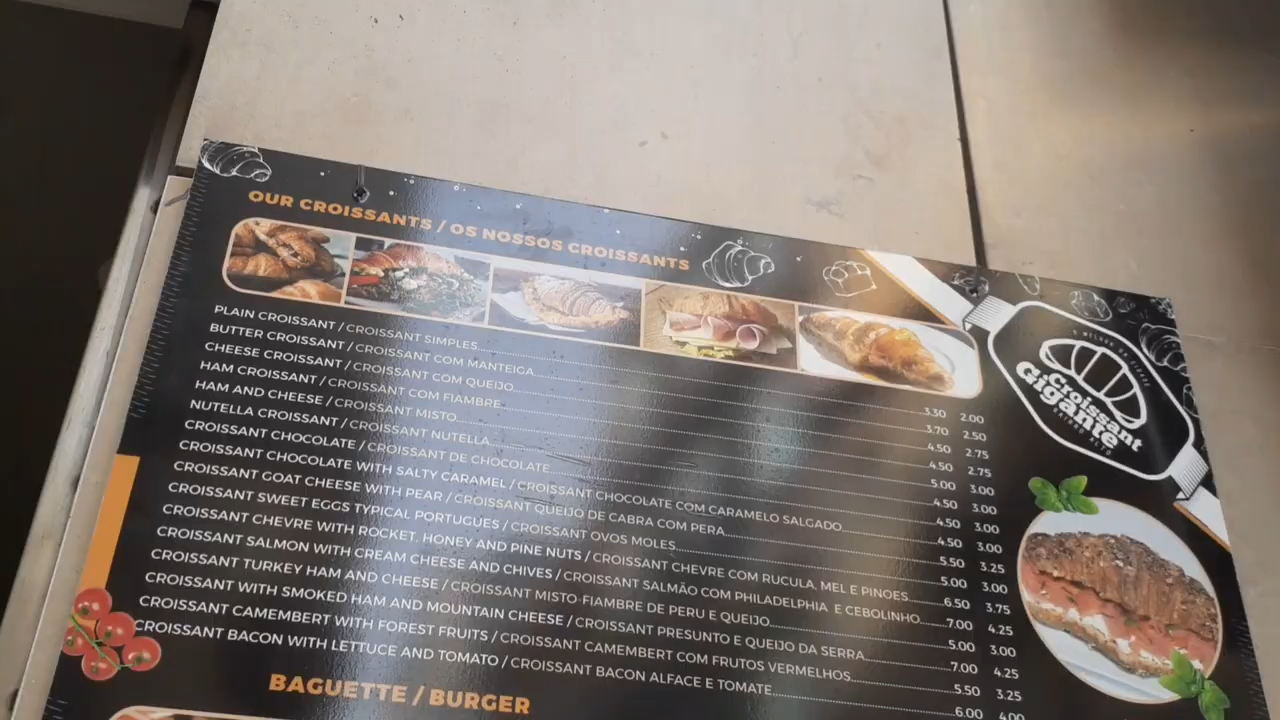 OUR CROISSANTS / OS NOSSOS CROISSANTS
PLAIN CROISSANT / CROISSANT SIMPLES 3.30 2.00
BUTTER CROISSANT / CROISSANT COM MANTEIGA 3.70 2.50
CHEESE CROISSANT / CROISSANT COM QUEIJO 4.50 2.75
HAM CROISSANT / CROISSANT COM FIAMBRE 4.50 2.75
HAM AND CHEESE / CROISSANT MISTO 5.00 3.00
NUTELLA CROISSANT / CROISSANT NUTELLA 4.50 3.00
CROISSANT CHOCOLATE / CROISSANT DE CHOCOLATE 4.50 3.00
CROISSANT CHOCOLATE WITH SALTY CARAMEL / CROISSANT CHOCOLATE COM CARAMELO SALGADO 4.50 3.00
CROISSANT GOAT CHEESE WITH PEAR / CROISSANT QUEIJO DE CABRA COM PERA 5.50 3.25
CROISSANT SWEET EGGS TYPICAL PORTUGUES / CROISSANT OVOS MOLES 5.00 3.00
CROISSANT CHEVRE WITH ROCKET, HONEY AND PINE NUTS / CROISSANT CHEVRE COM RUCULA, MEL E PINOES 6.50 3.75
CROISSANT SALMON WITH CREAM CHEESE AND CHIVES / CROISSANT SALMÃO COM PHILADELPHIA E CEBOLINHO 7.00 4.25
CROISSANT TURKEY HAM AND CHEESE / CROISSANT MISTO-FIAMBRE DE PERU E QUEIJO 5.00 3.00
CROISSANT WITH SMOKED HAM AND MOUNTAIN CHEESE / CROISSANT PRESUNTO E QUEIJO DA SERRA 7.00 4.25
CROISSANT CAMEMBERT WITH FOREST FRUITS / CROISSANT CAMEMBERT COM FRUTOS VERMELHOS 5.50 3.25
CROISSANT BACON WITH LETTUCE AND TOMATO / CROISSANT BACON ALFACE E TOMATE 6.00 4.00
BAGUETTE / BURGER
Croissant
Gigante